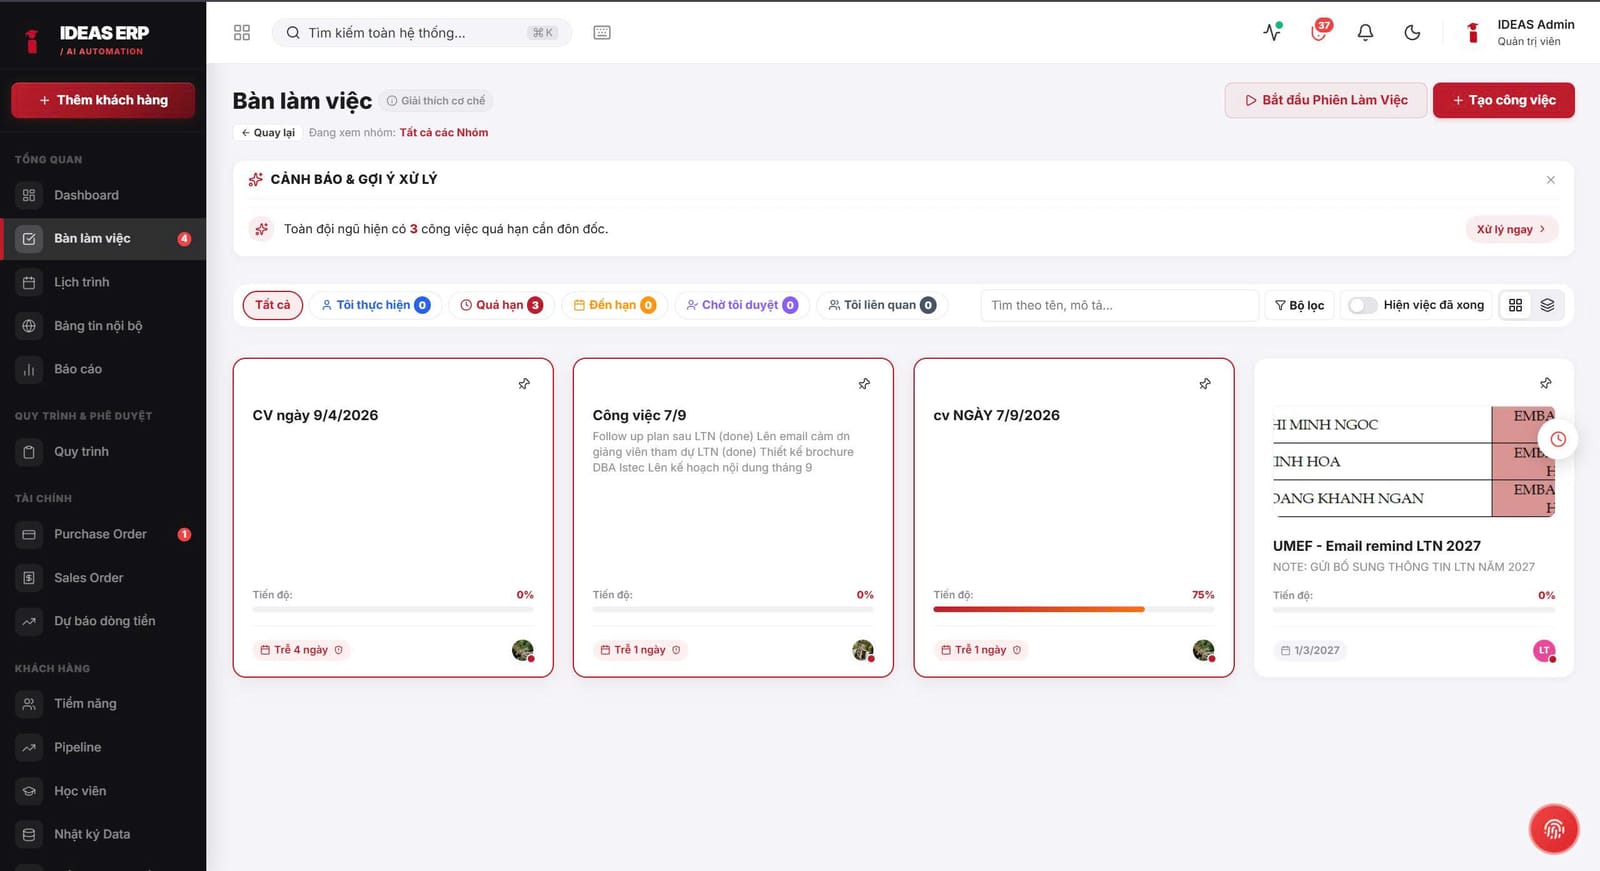 IDEAS ERP
/ AI AUTOMATION
+ Thêm khách hàng
TỔNG QUAN
Dashboard
Bàn làm việc 4
Lịch trình
Bảng tin nội bộ
Báo cáo
QUY TRÌNH & PHÊ DUYỆT
Quy trình
TÀI CHÍNH
Purchase Order 1
Sales Order
Dự báo dòng tiền
KHÁCH HÀNG
Tiềm năng
Pipeline
Học viên
Nhật ký Data
Tìm kiếm toàn hệ thống... ⌘K
37
IDEAS Admin
Quản trị viên
Bàn làm việc Giải thích cơ chế
← Quay lại Đang xem nhóm: Tất cả các Nhóm
Bắt đầu Phiên Làm Việc
+ Tạo công việc
CẢNH BÁO & GỢI Ý XỬ LÝ
Toàn đội ngũ hiện có 3 công việc quá hạn cần đôn đốc.
Xử lý ngay
Tất cả Tôi thực hiện 0 Quá hạn 3 Đến hạn 0 Chờ tôi duyệt 0 Tôi liên quan 0 Tìm theo tên, mô tả... Bộ lọc Hiện việc đã xong
CV ngày 9/4/2026
Tiến độ: 0%
Trễ 4 ngày
Công việc 7/9
Follow up plan sau LTN (done) Lên email cảm ơn
giảng viên tham dự LTN (done) Thiết kế brochure
DBA Istec Lên kế hoạch nội dung tháng 9
Tiến độ: 0%
Trễ 1 ngày
cv NGÀY 7/9/2026
Tiến độ: 75%
Trễ 1 ngày
HI MINH NGOC EMBA
INH HOA
H
OANG KHANH NGAN EMBA
H
UMEF - Email remind LTN 2027
NOTE: GỬI BỔ SUNG THÔNG TIN LTN NĂM 2027
Tiến độ: 0%
1/3/2027
LT